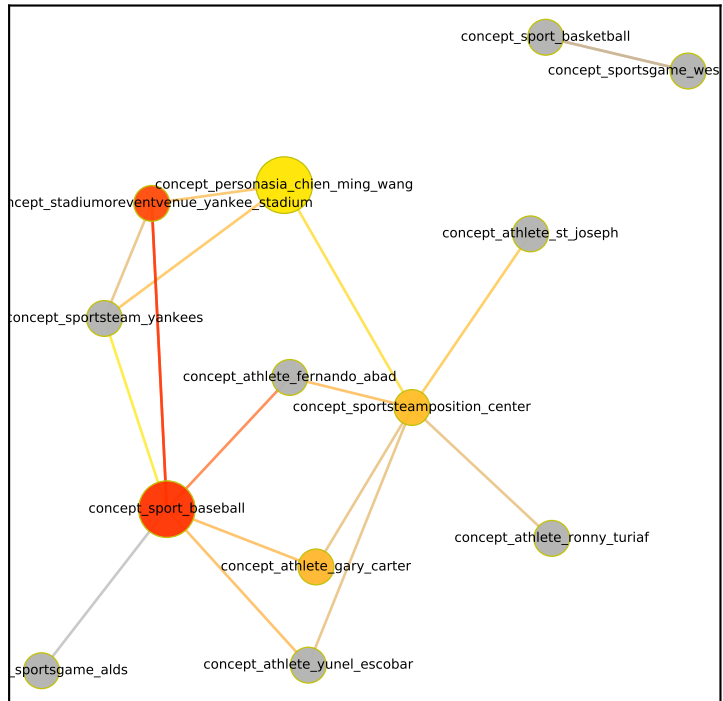 concept_sport_basketball
concept_sportsgame_wes
concept_personasia_chien_ming_wang
ncept_stadiumoreventvenue_yankee_stadium
concept_athlete_st_joseph
concept_sportsteam_yankees
concept_athlete_fernando_abad
concept_sportsteamposition_center
concept_sport_baseball
concept_athlete_ronny_turiaf
concept_athlete_gary_carter
concept_athlete_yunel_escobar
_sportsgame_alds